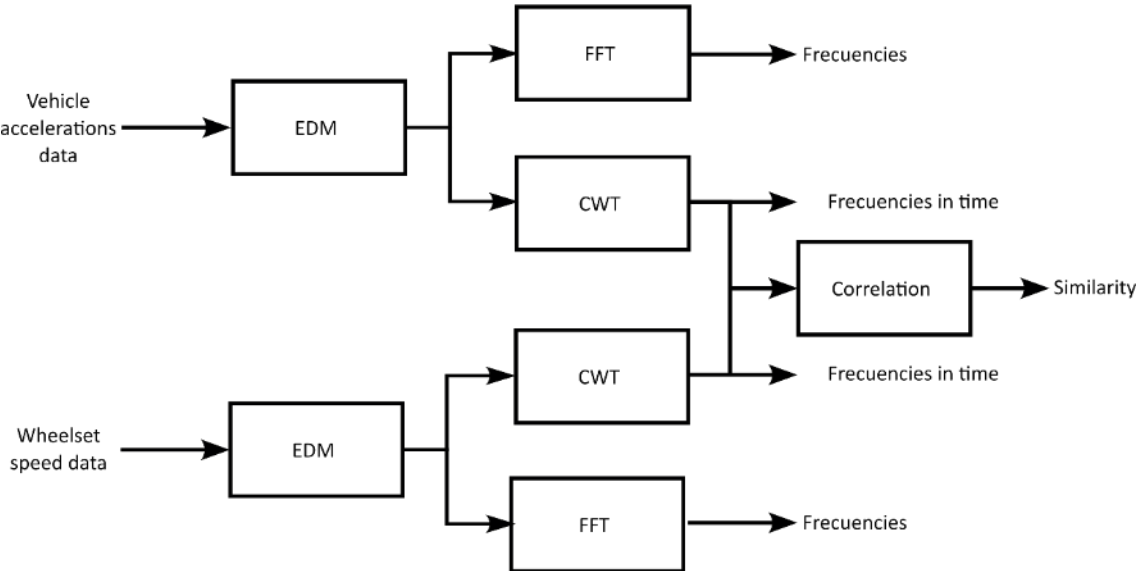 FFT
Frecuencies
Vehicle
accelerations
data
EDM
CWT
Frecuencies in time
Correlation
Similarity
CWT
Frecuencies in time
Wheelset
speed data
EDM
FFT
Frecuencies